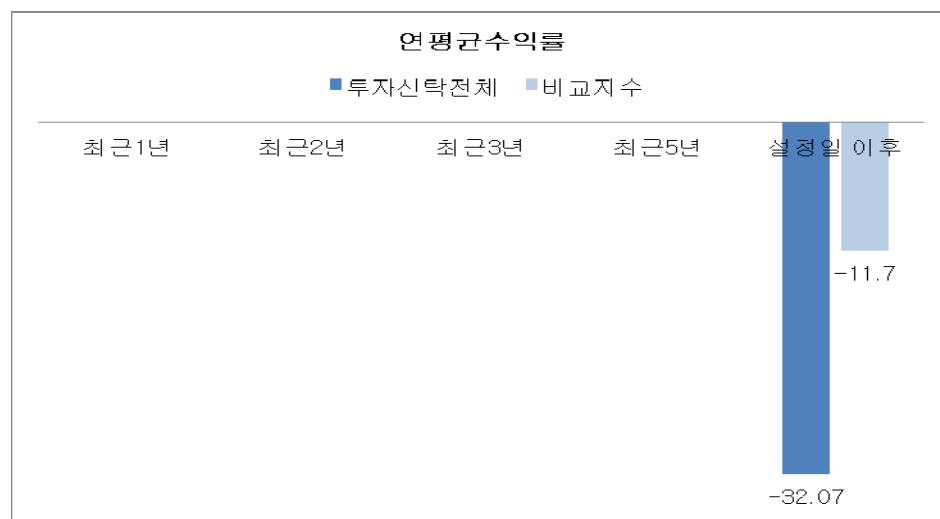 연평균수익률
투자신탁전체 비교지수
최근1년 최근2년 최근3년 최근5년 설정일 이후
-11.7
-32.07